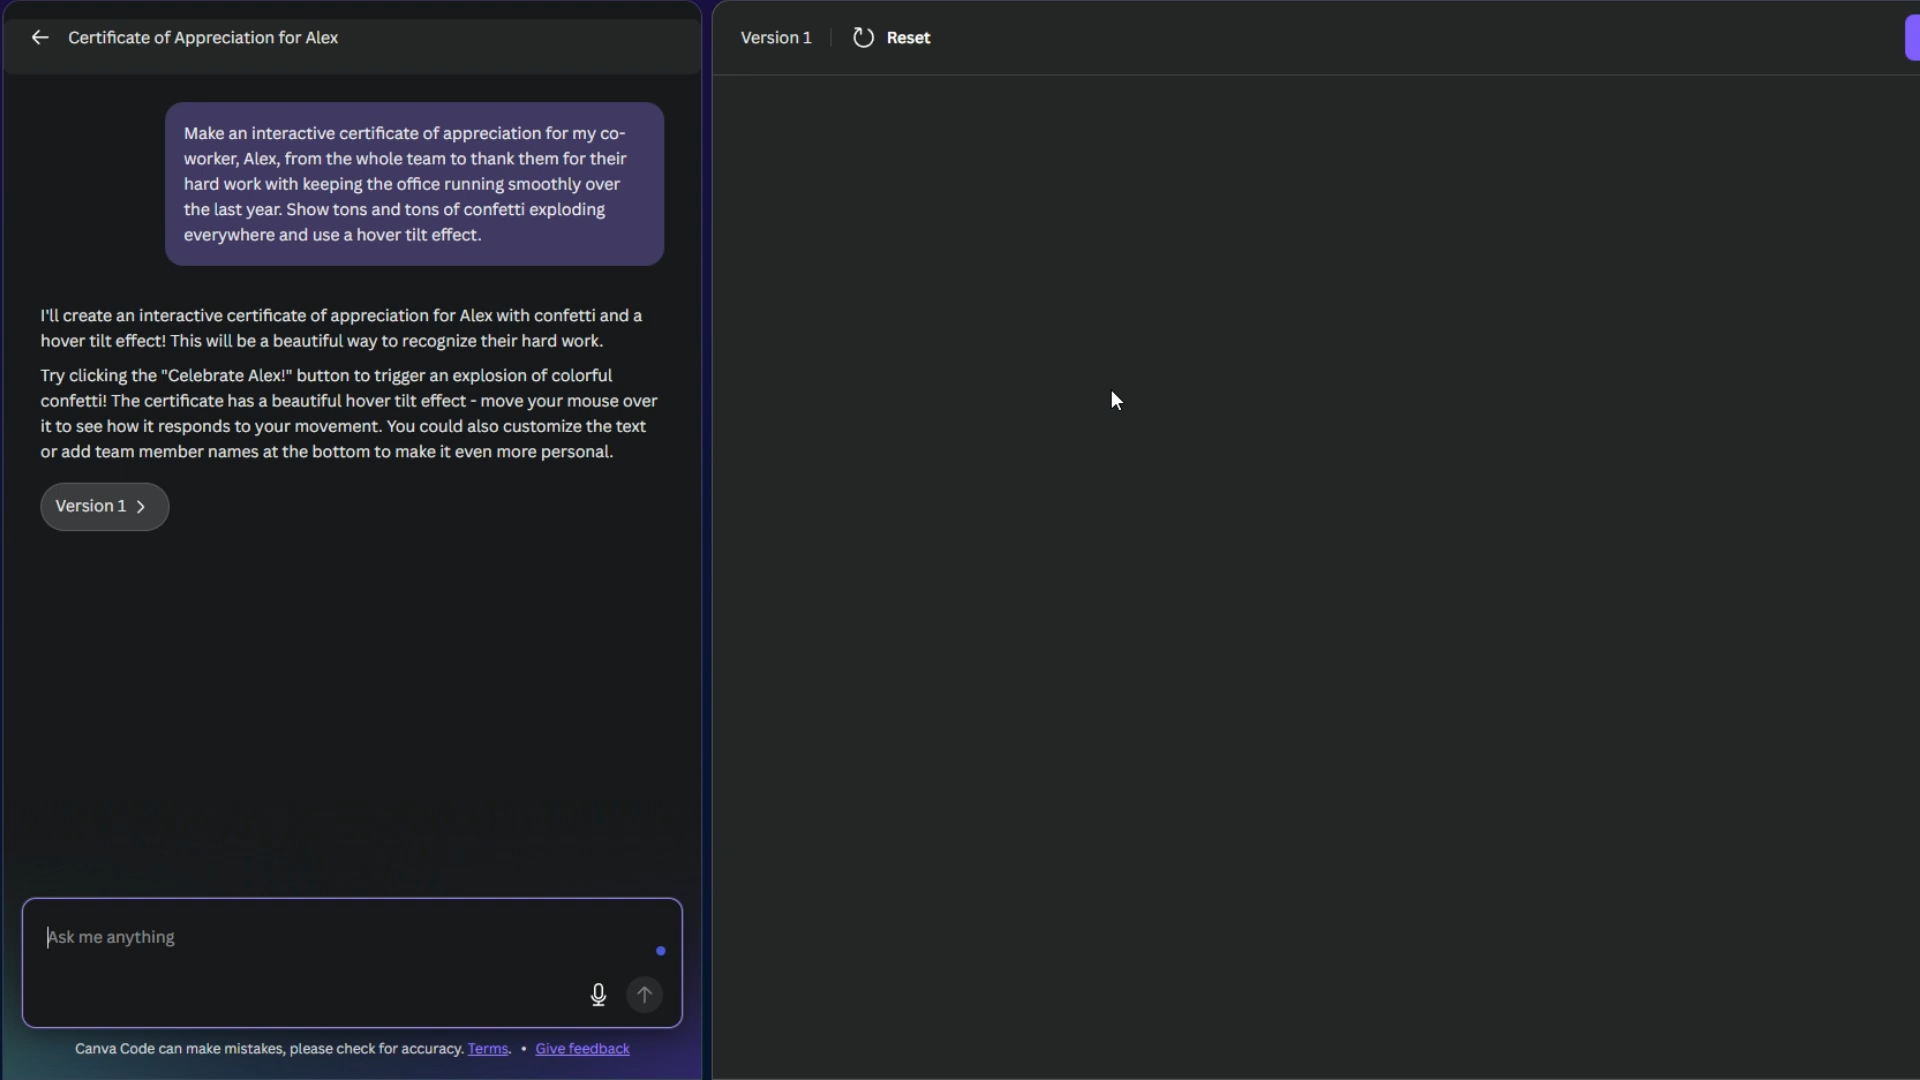 Certificate of Appreciation for Alex
Version 1
Reset
Make an interactive certificate of appreciation for my co-
worker, Alex, from the whole team to thank them for their
hard work with keeping the office running smoothly over
the last year. Show tons and tons of confetti exploding
everywhere and use a hover tilt effect.
I'll create an interactive certificate of appreciation for Alex with confetti and a
hover tilt effect! This will be a beautiful way to recognize their hard work.
Try clicking the "Celebrate Alex!" button to trigger an explosion of colorful
confetti! The certificate has a beautiful hover tilt effect - move your mouse over
it to see how it responds to your movement. You could also customize the text
or add team member names at the bottom to make it even more personal.
Version 1
Ask me anything
Canva Code can make mistakes, please check for accuracy. Terms. • Give feedback